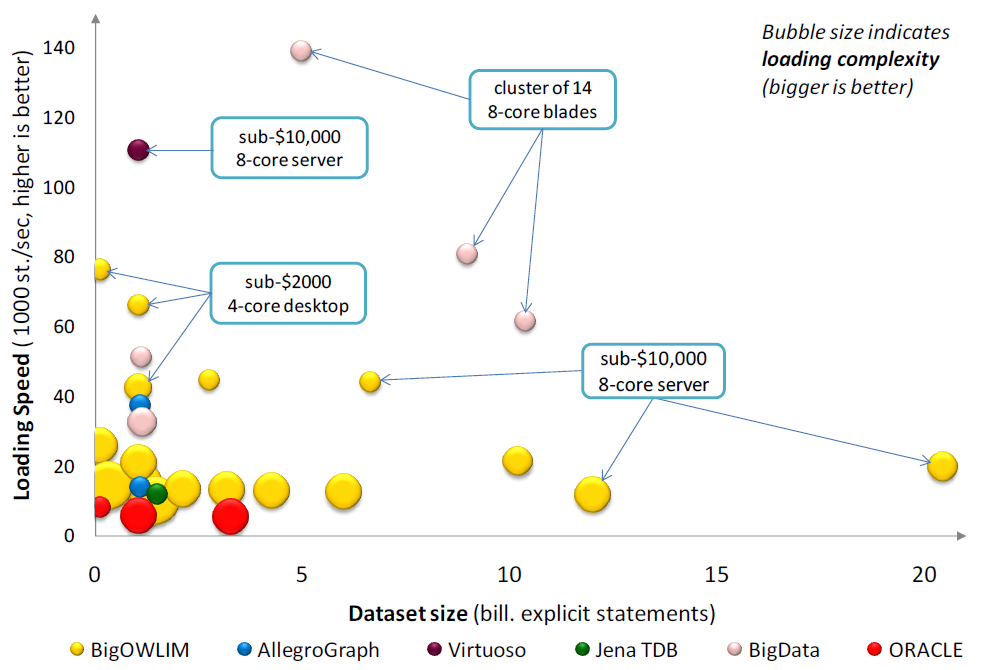 Bubble size indicates
loading complexity
(bigger is better)
cluster of 14
8-core blades
sub-$10,000
8-core server
sub-$2000
4-core desktop
sub-$10,000
8-core server
Loading Speed ( 1000 st./sec, higher is better)
140
120
100
80
60
40
20
0
0 5 10 15 20
Dataset size (bill. explicit statements)
BigOWLIM AllegroGraph Virtuoso Jena TDB BigData ORACLE